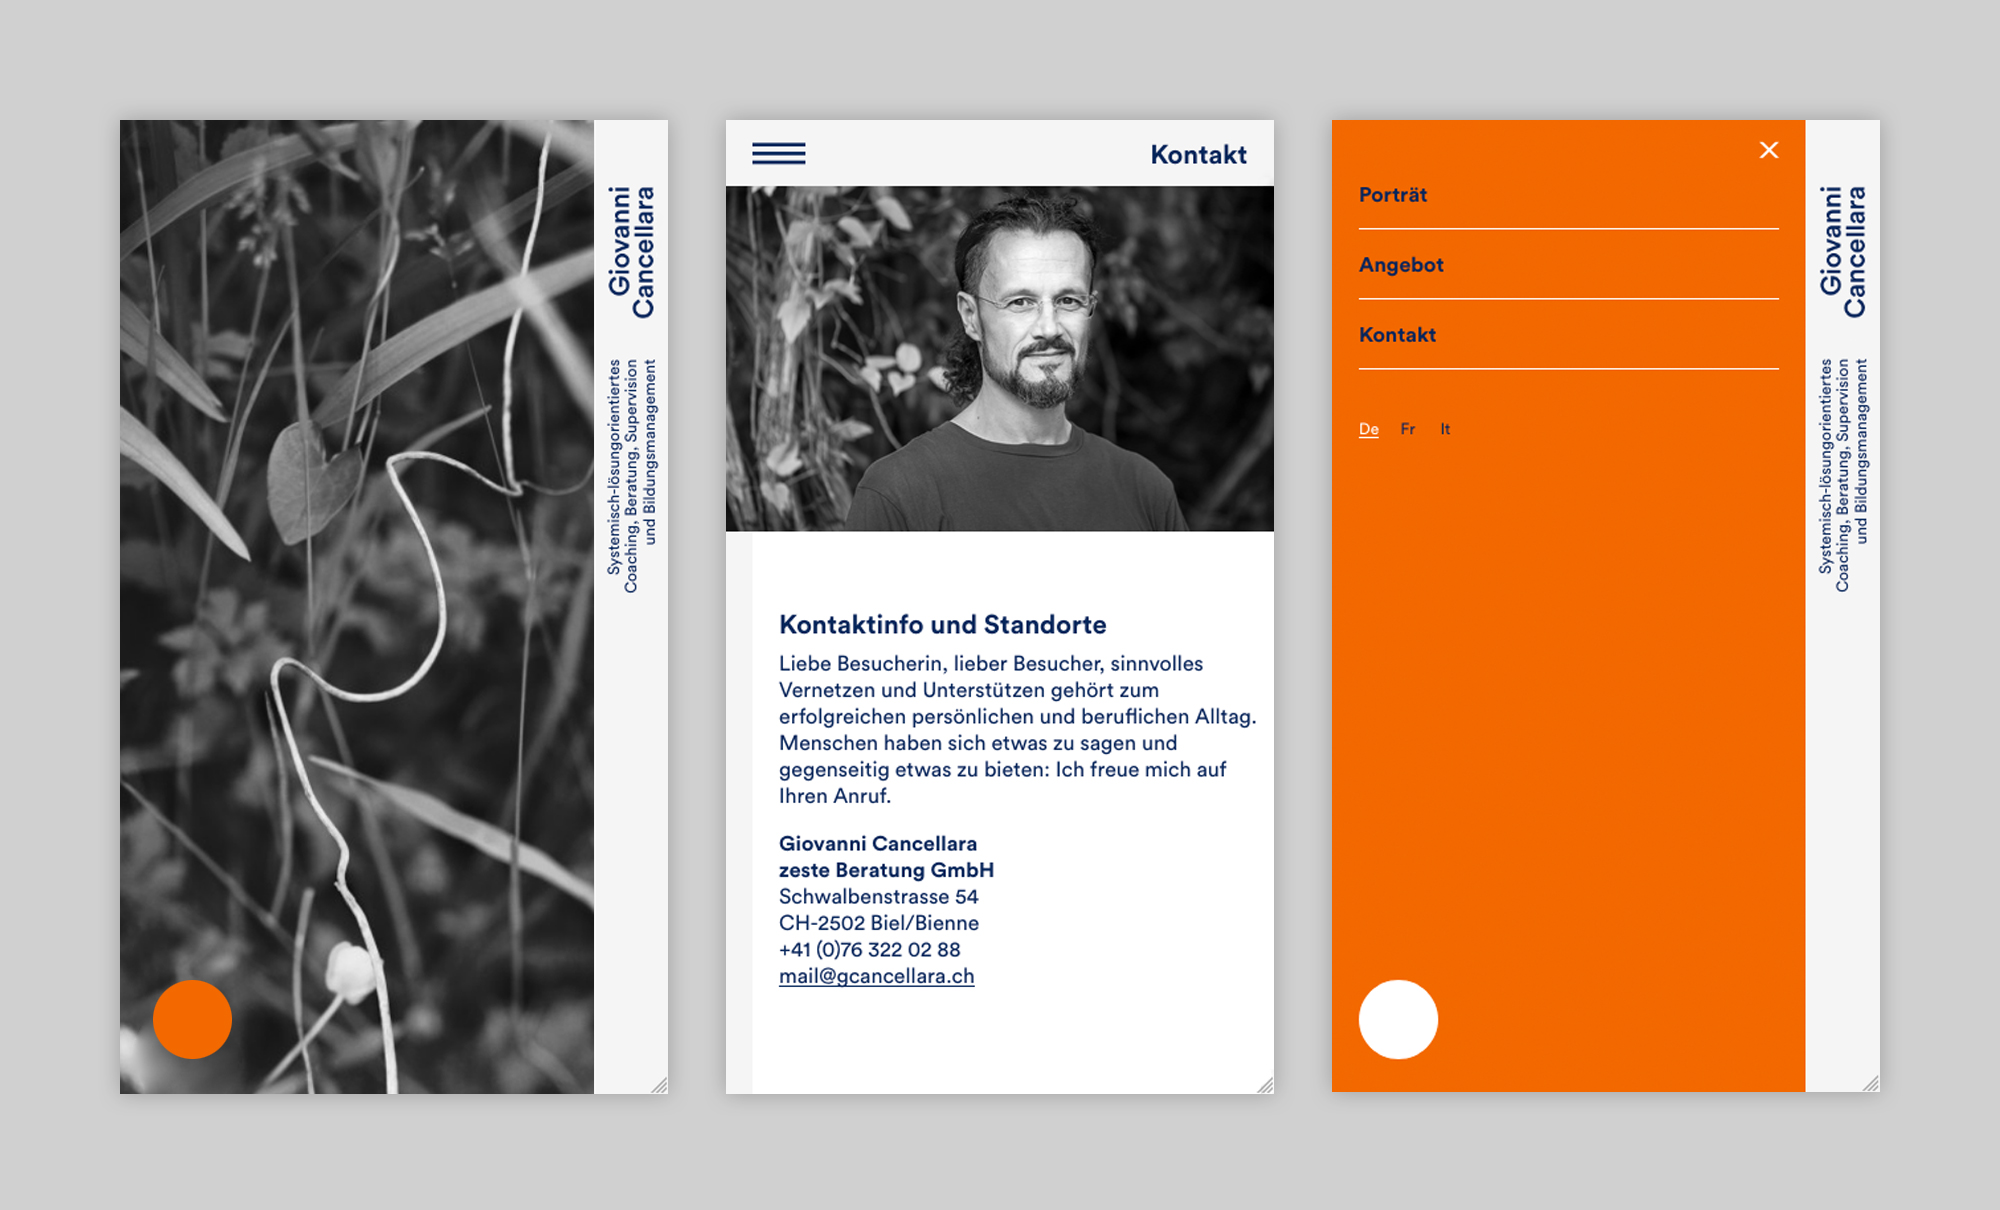 Giovanni
Cancellara
Systemisch-lösungorientiertes
Coaching, Beratung, Supervision
und Bildungsmanagement
Kontakt
Kontaktinfo und Standorte
Liebe Besucherin, lieber Besucher, sinnvolles
Vernetzen und Unterstützen gehört zum
erfolgreichen persönlichen und beruflichen Alltag.
Menschen haben sich etwas zu sagen und
gegenseitig etwas zu bieten: Ich freue mich auf
Ihren Anruf.
Giovanni Cancellara
zeste Beratung GmbH
Schwalbenstrasse 54
CH-2502 Biel/Bienne
+41 (0)76 322 02 88
mail@gcancellara.ch
Porträt
Angebot
Kontakt
De Fr It
Giovanni
Cancellara
Systemisch-lösungorientiertes
Coaching, Beratung, Supervision
und Bildungsmanagement